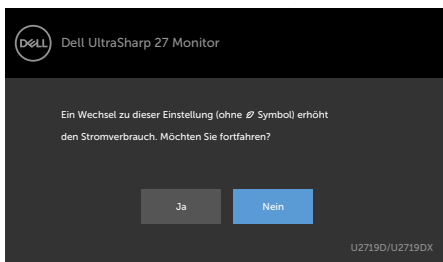 DELL Dell UltraSharp 27 Monitor
Ein Wechsel zu dieser Einstellung (ohne Symbol) erhöht
den Stromverbrauch. Möchten Sie fortfahren?
Ja Nein
U2719D/U2719DX